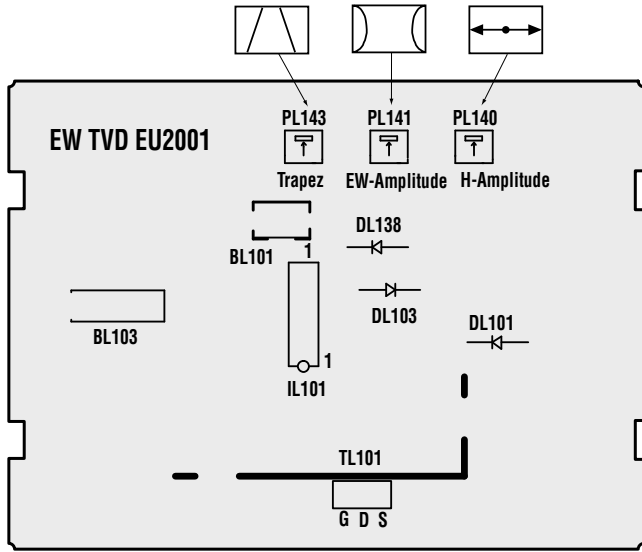 PL143 PL141 PL140
EW TVD EU2001
Trapez EW-Amplitude H-Amplitude
DL138
BL101 1
DL103
DL101
BL103
1
IL101
TL101
G D S